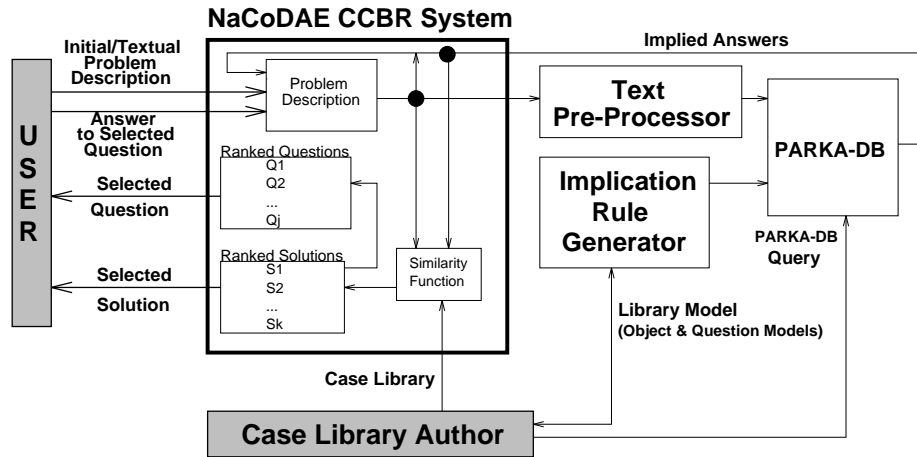 NaCoDAE CCBR System
Initial/Textual
Problem
Description
Implied Answers
Problem
Description
Text
Pre-Processor
USER
Answer
to Selected
Question
PARKA-DB
Ranked Questions
Q1
Q2
...
Qj
Selected
Question
Implication
Rule
Generator
PARKA-DB
Query
Ranked Solutions
S1
S2
...
Sk
Similarity
Function
Selected
Solution
Library Model
(Object & Question Models)
Case Library
Case Library Author